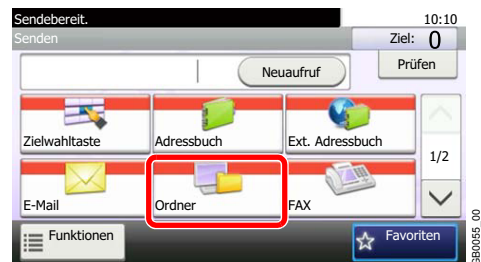 Sendebereit. 10:10
Senden Ziel: 0
Neuaufruf Prüfen
Zielwahltaste Adressbuch Ext. Adressbuch
1/2
E-Mail Ordner FAX
Funktionen Favoriten
GB0055_00